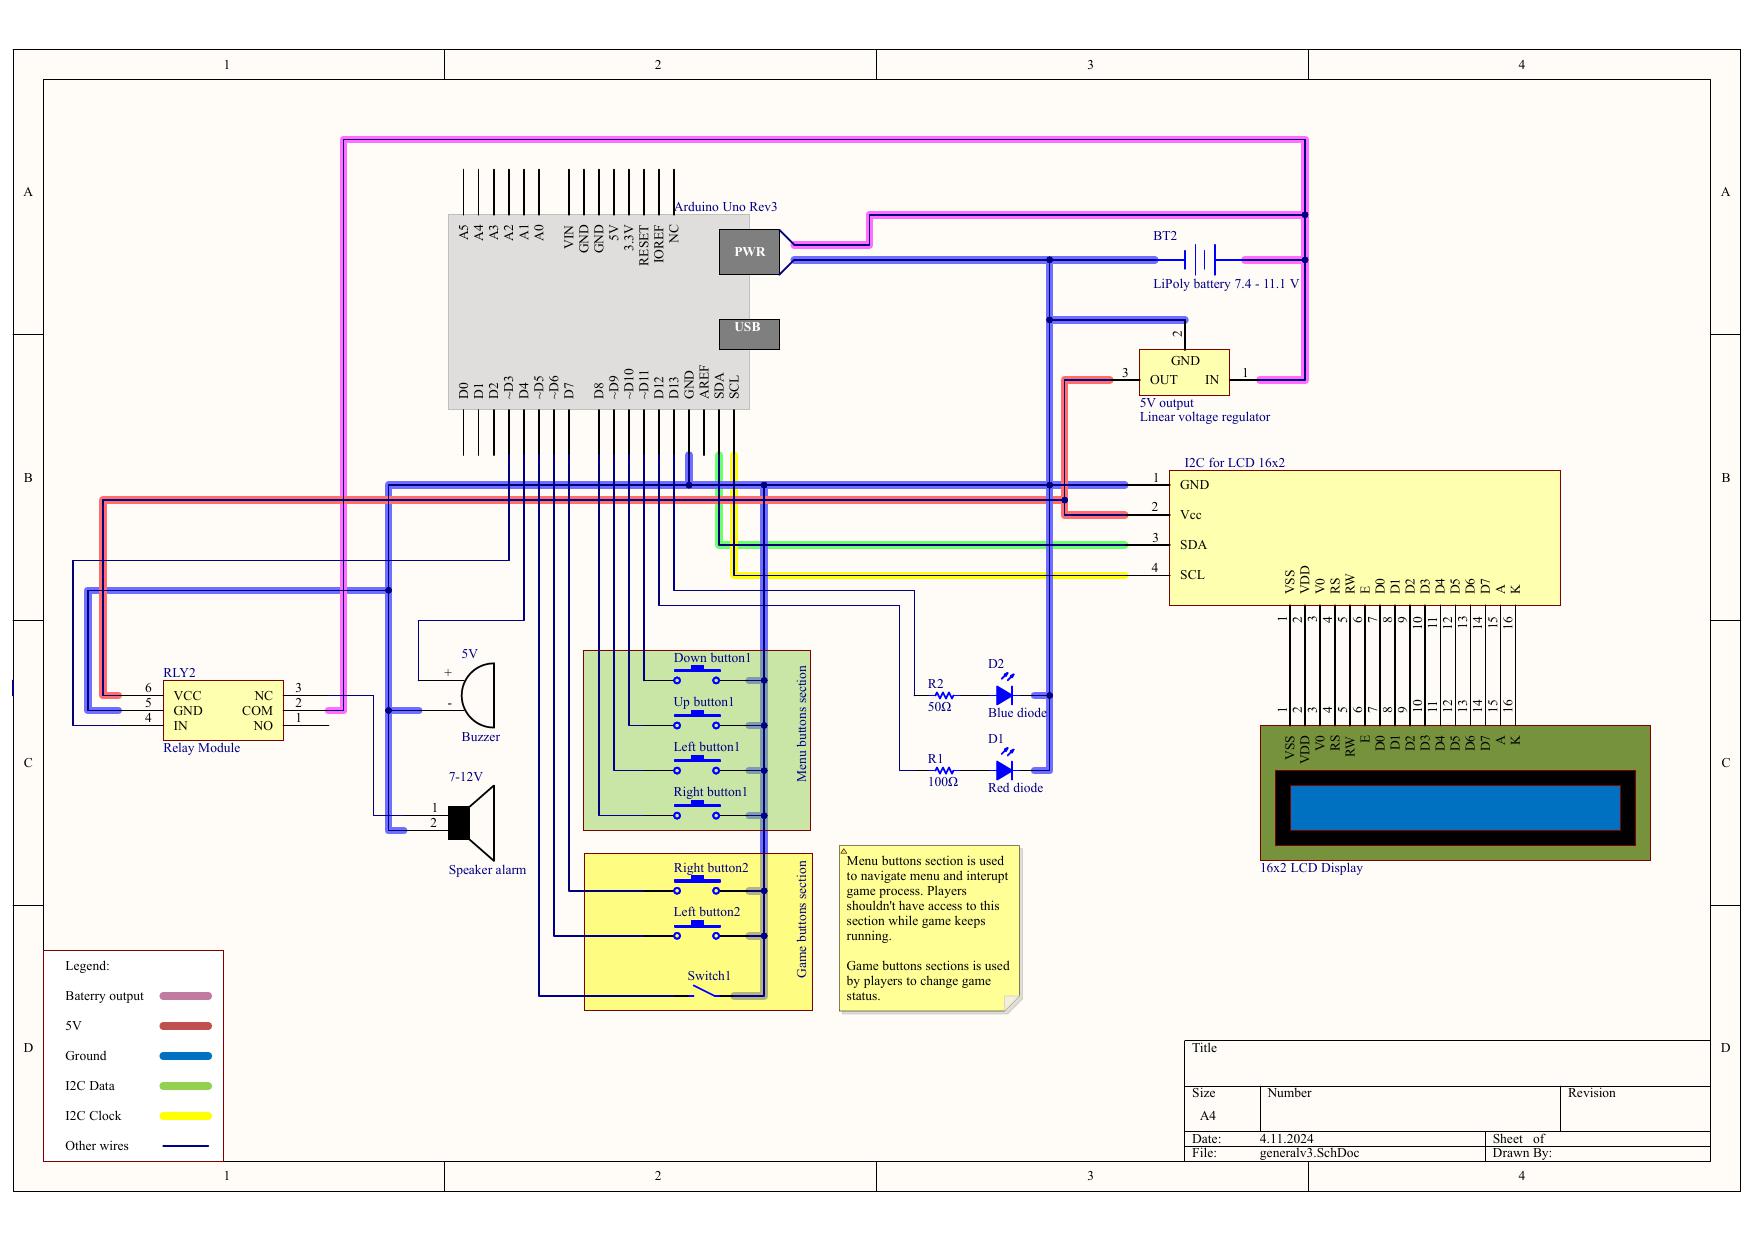 1 2 3 4
A A
B B
C C
D D
A5 A4 A3 A2 A1 A0 VIN GND GND 5V 3.3V RESET IOREF NC
Arduino Uno Rev3
PWR
USB
D0 D1 D2 ~D3 D4 ~D5 ~D6 D7 D8 ~D9 ~D10 ~D11 D12 D13 GND AREF SDA SCL
BT2
LiPoly battery 7.4 - 11.1 V
2
GND
3 OUT IN 1
5V output
Linear voltage regulator
I2C for LCD 16x2
1 GND
2 Vcc
3 SDA
4 SCL
VSS VDD V0 RS RW E D0 D1 D2 D3 D4 D5 D6 D7 A K
1 2 3 4 5 6 7 8 9 10 11 12 13 14 15 16
1 2 3 4 5 6 7 8 9 10 11 12 13 14 15 16
VSS VDD V0 RS RW E D0 D1 D2 D3 D4 D5 D6 D7 A K
16x2 LCD Display
RLY2
6 VCC NC 3
5 GND COM 2
4 IN NO 1
Relay Module
5V
+
-
Buzzer
7-12V
1
2
Speaker alarm
Down button1
Up button1
Left button1
Right button1
Menu buttons section
Right button2
Left button2
Switch1
Game buttons section
D2
R2
50Ω
Blue diode
D1
R1
100Ω
Red diode
Menu buttons section is used
to navigate menu and interupt
game process. Players
shouldn't have access to this
section while game keeps
running.
Game buttons sections is used
by players to change game
status.
Legend:
Baterry output
5V
Ground
I2C Data
I2C Clock
Other wires
Title
Size Number Revision
A4
Date: 4.11.2024 Sheet of
File: generalv3.SchDoc Drawn By:
1 2 3 4